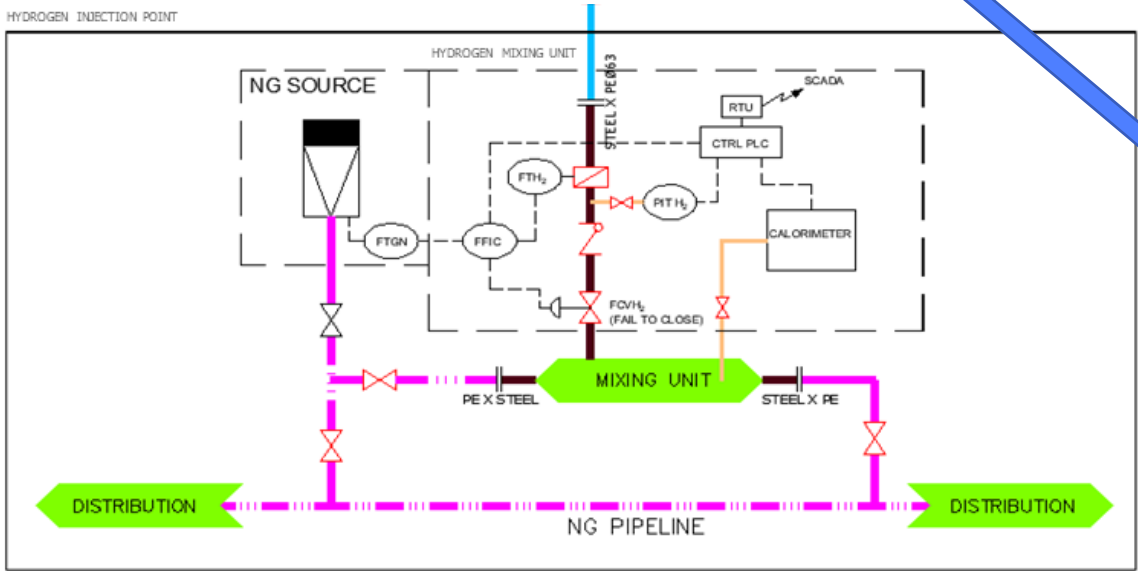 HYDROGEN INJECTION POINT
HYDROGEN MIXING UNIT
NG SOURCE
STEEL X PEØ63
SCADA
RTU
CTRL PLC
FTH₂
PIT H₂
FTGN
FFIC
CALORIMETER
FCVH₂
(FAIL TO CLOSE)
MIXING UNIT
PE X STEEL
STEEL X PE
DISTRIBUTION
DISTRIBUTION
NG PIPELINE